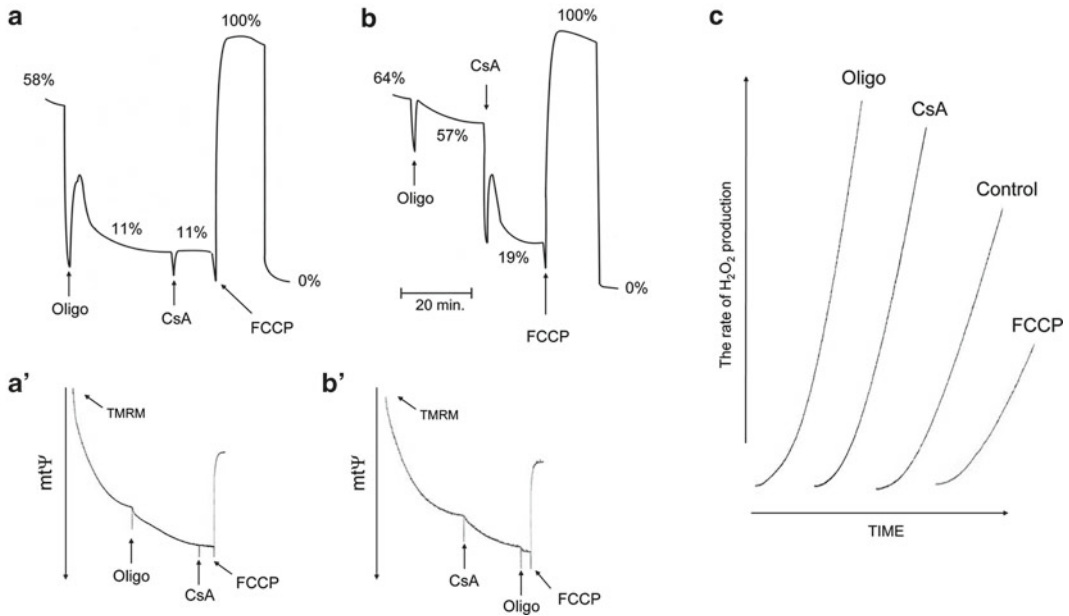 a
58%
100%
11%
11%
0%
Oligo
CsA
FCCP
b
64%
100%
CsA
57%
Oligo
19%
0%
20 min.
FCCP
c
Oligo
CsA
Control
FCCP
The rate of H₂O₂ production
TIME
a’
TMRM
mtΨ
Oligo
CsA
FCCP
b’
TMRM
mtΨ
CsA
Oligo
FCCP